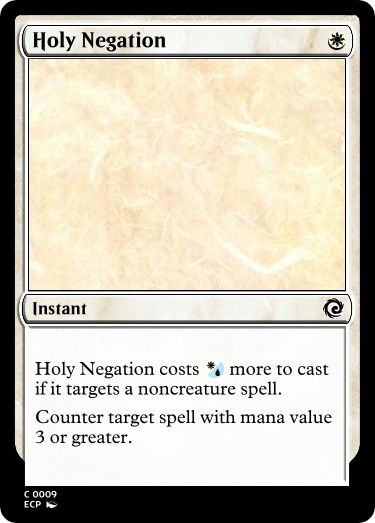 Holy Negation
Instant
Holy Negation costs more to cast
if it targets a noncreature spell.
Counter target spell with mana value
3 or greater.
C 0009
ECP